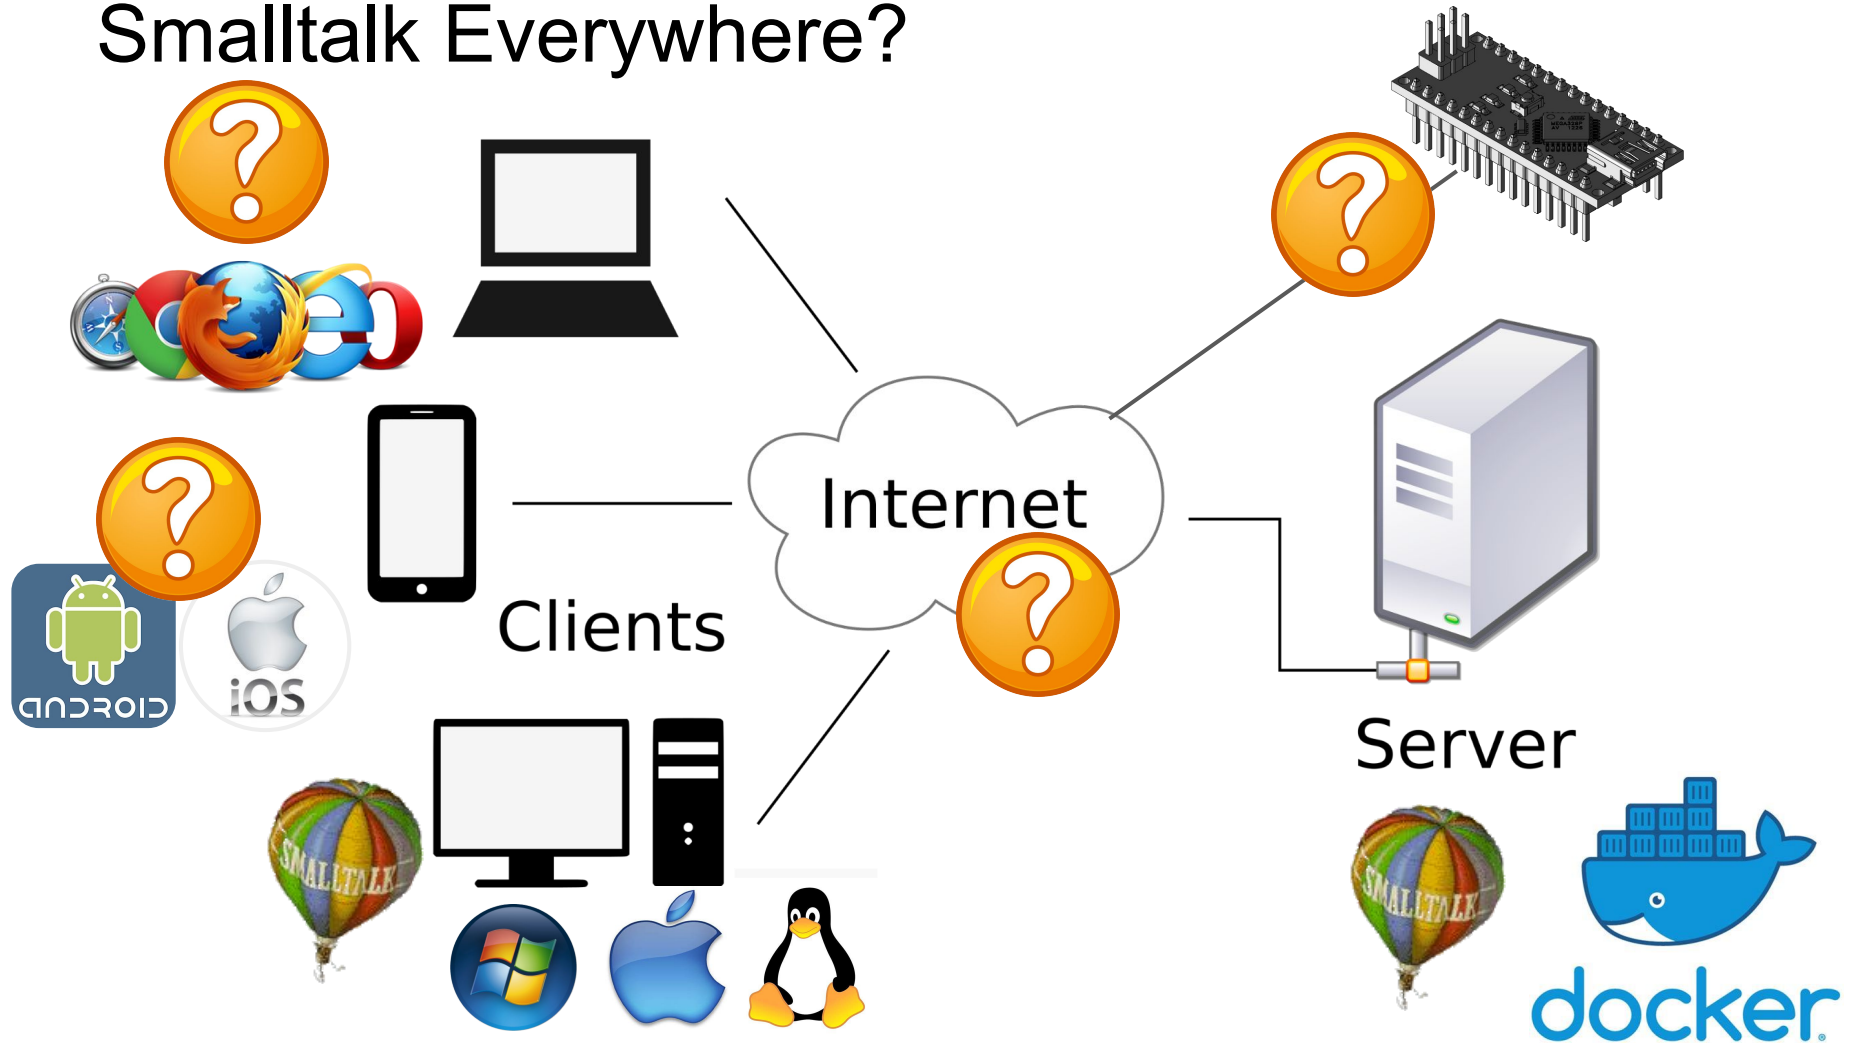 Smalltalk Everywhere?
Internet
Clients
ANDROID
iOS
Server
SMALLTALK
SMALLTALK
docker